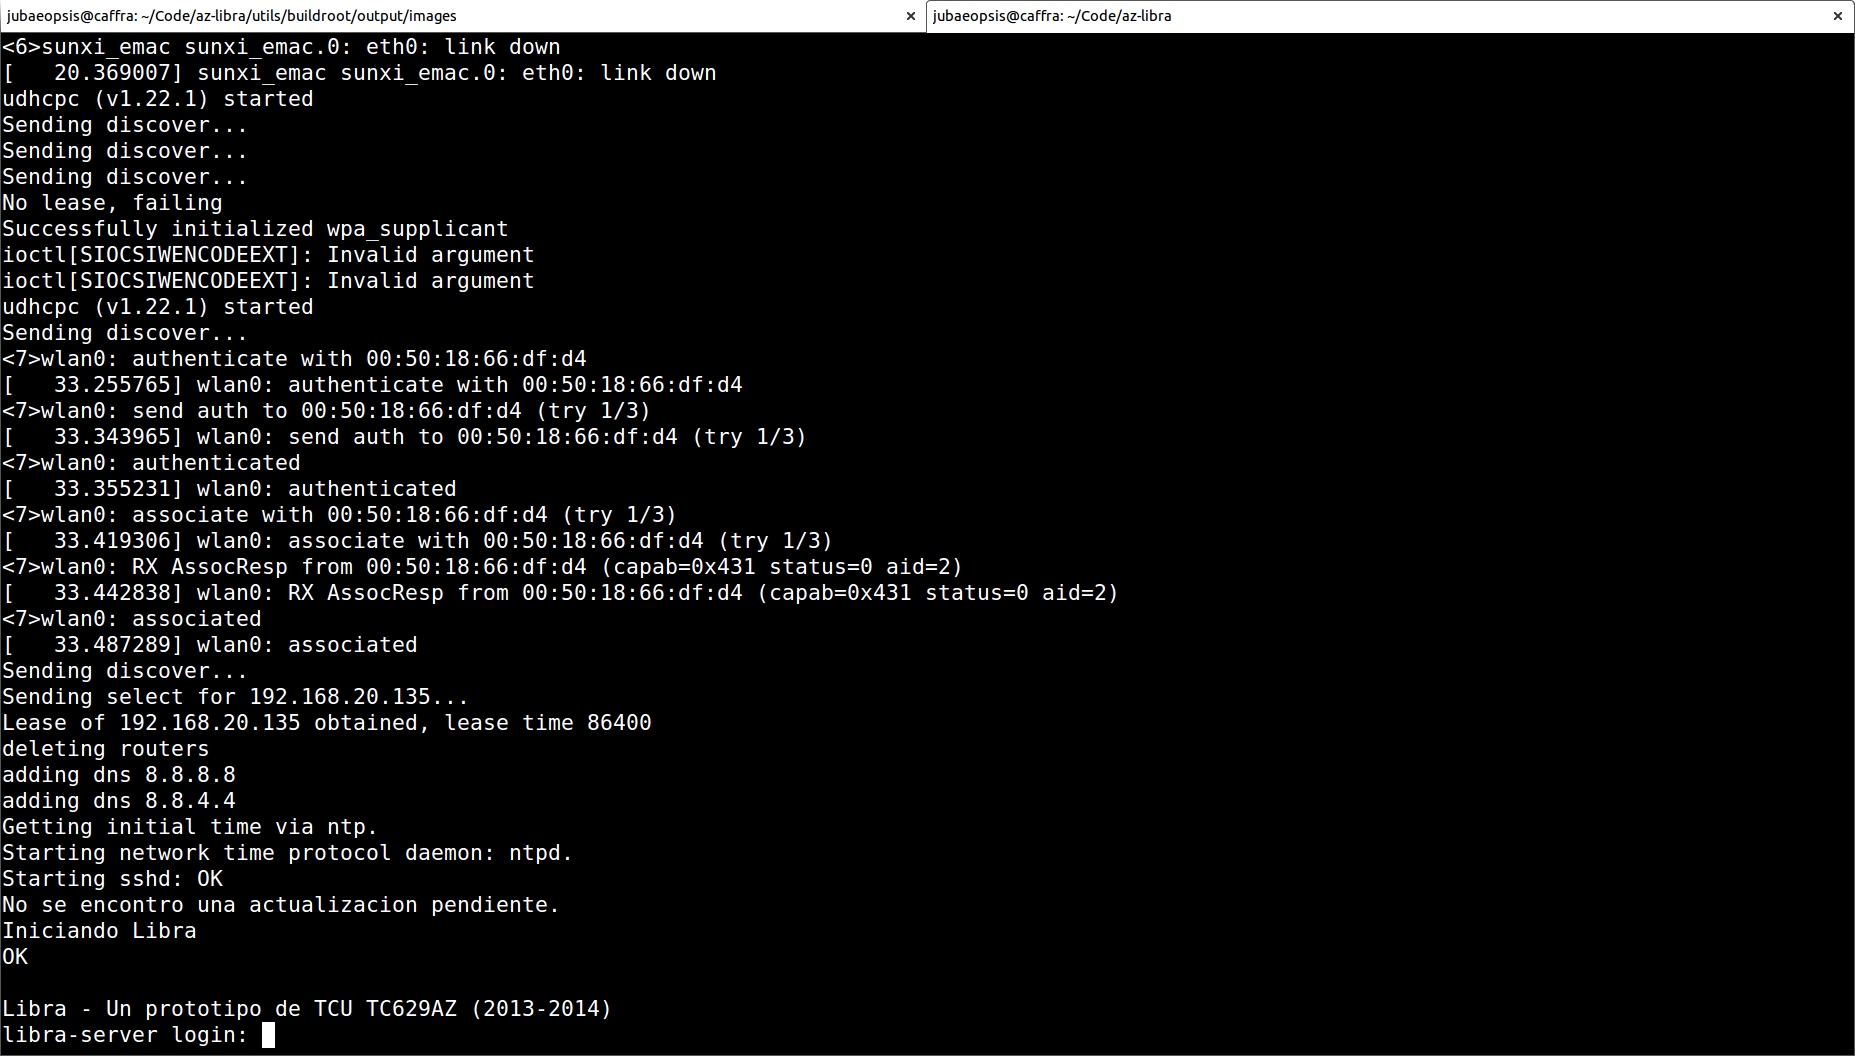 jubaeopsis@caffra: ~/Code/az-libra/utils/buildroot/output/images × jubaeopsis@caffra: ~/Code/az-libra ×
<6>sunxi_emac sunxi_emac.0: eth0: link down
[   20.369007] sunxi_emac sunxi_emac.0: eth0: link down
udhcpc (v1.22.1) started
Sending discover...
Sending discover...
Sending discover...
No lease, failing
Successfully initialized wpa_supplicant
ioctl[SIOCSIWENCODEEXT]: Invalid argument
ioctl[SIOCSIWENCODEEXT]: Invalid argument
udhcpc (v1.22.1) started
Sending discover...
<7>wlan0: authenticate with 00:50:18:66:df:d4
[   33.255765] wlan0: authenticate with 00:50:18:66:df:d4
<7>wlan0: send auth to 00:50:18:66:df:d4 (try 1/3)
[   33.343965] wlan0: send auth to 00:50:18:66:df:d4 (try 1/3)
<7>wlan0: authenticated
[   33.355231] wlan0: authenticated
<7>wlan0: associate with 00:50:18:66:df:d4 (try 1/3)
[   33.419306] wlan0: associate with 00:50:18:66:df:d4 (try 1/3)
<7>wlan0: RX AssocResp from 00:50:18:66:df:d4 (capab=0x431 status=0 aid=2)
[   33.442838] wlan0: RX AssocResp from 00:50:18:66:df:d4 (capab=0x431 status=0 aid=2)
<7>wlan0: associated
[   33.487289] wlan0: associated
Sending discover...
Sending select for 192.168.20.135...
Lease of 192.168.20.135 obtained, lease time 86400
deleting routers
adding dns 8.8.8.8
adding dns 8.8.4.4
Getting initial time via ntp.
Starting network time protocol daemon: ntpd.
Starting sshd: OK
No se encontro una actualizacion pendiente.
Iniciando Libra
OK
Libra - Un prototipo de TCU TC629AZ (2013-2014)
libra-server login: